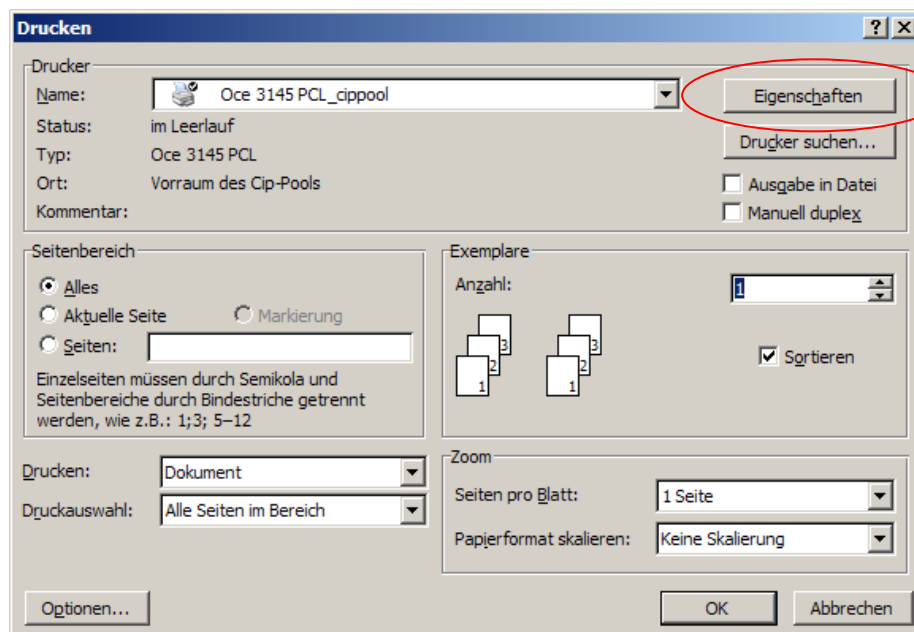 Drucken
Drucker
Name: Oce 3145 PCL_cippool Eigenschaften
Status: im Leerlauf
Typ: Oce 3145 PCL Drucker suchen...
Ort: Vorraum des Cip-Pools Ausgabe in Datei
Kommentar: Manuell duplex
Seitenbereich
Alles
Aktuelle Seite Markierung
Seiten:
Einzelseiten müssen durch Semikola und
Seitenbereiche durch Bindestriche getrennt
werden, wie z.B.: 1;3; 5–12
Exemplare
Anzahl: 1
3 3
2 2
1 1
Sortieren
Drucken: Dokument
Druckauswahl: Alle Seiten im Bereich
Zoom
Seiten pro Blatt: 1 Seite
Papierformat skalieren: Keine Skalierung
Optionen... OK Abbrechen